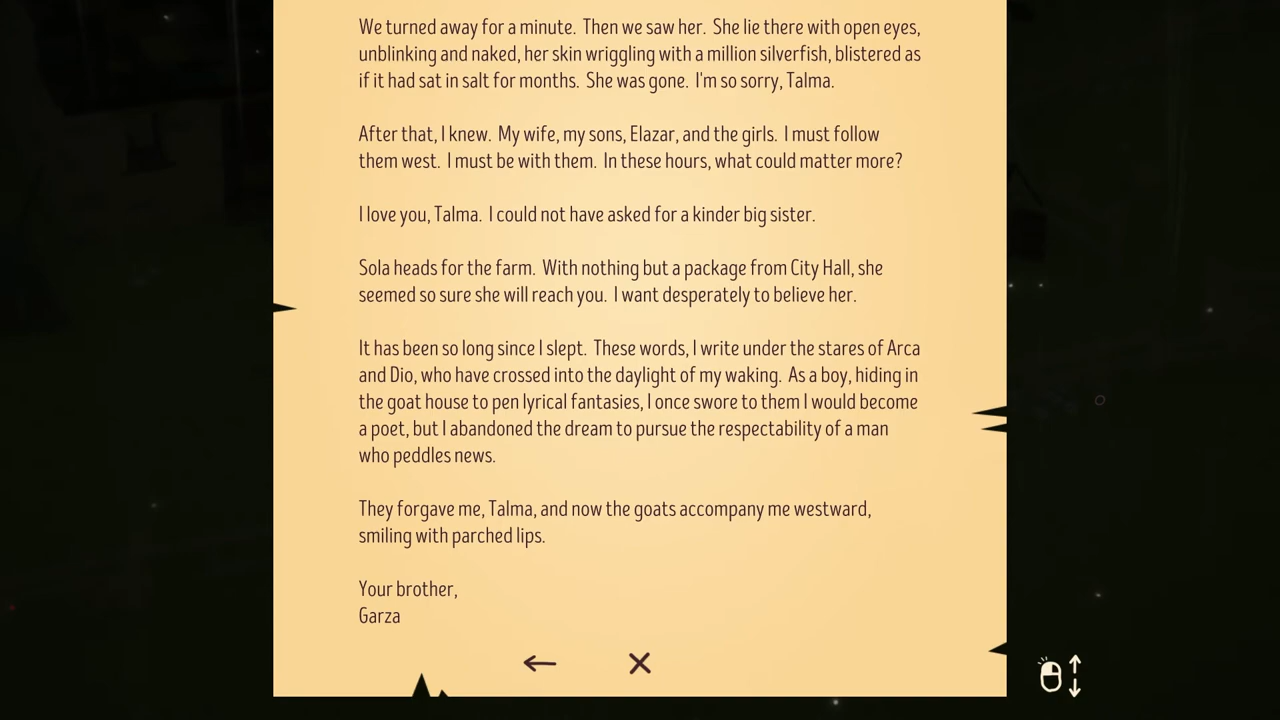 We turned away for a minute.  Then we saw her.  She lie there with open eyes,
unblinking and naked, her skin wriggling with a million silverfish, blistered as
if it had sat in salt for months.  She was gone.  I'm so sorry, Talma.
After that, I knew.  My wife, my sons, Elazar, and the girls.  I must follow
them west.  I must be with them.  In these hours, what could matter more?
I love you, Talma.  I could not have asked for a kinder big sister.
Sola heads for the farm.  With nothing but a package from City Hall, she
seemed so sure she will reach you.  I want desperately to believe her.
It has been so long since I slept.  These words, I write under the stares of Arca
and Dio, who have crossed into the daylight of my waking.  As a boy, hiding in
the goat house to pen lyrical fantasies, I once swore to them I would become
a poet, but I abandoned the dream to pursue the respectability of a man
who peddles news.
They forgave me, Talma, and now the goats accompany me westward,
smiling with parched lips.
Your brother,
Garza